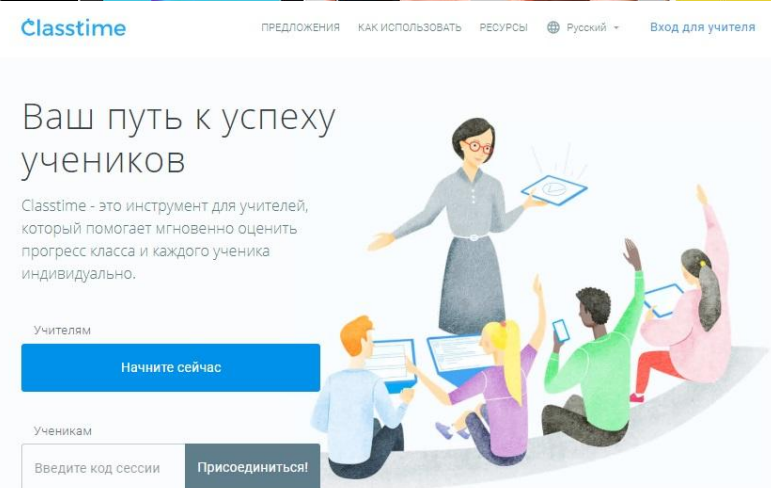 Classtime
ПРЕДЛОЖЕНИЯ КАК ИСПОЛЬЗОВАТЬ РЕСУРСЫ Русский Вход для учителя
Ваш путь к успеху
учеников
Classtime - это инструмент для учителей,
который помогает мгновенно оценить
прогресс класса и каждого ученика
индивидуально.
Учителям
Начните сейчас
Ученикам
Введите код сессии Присоединиться!